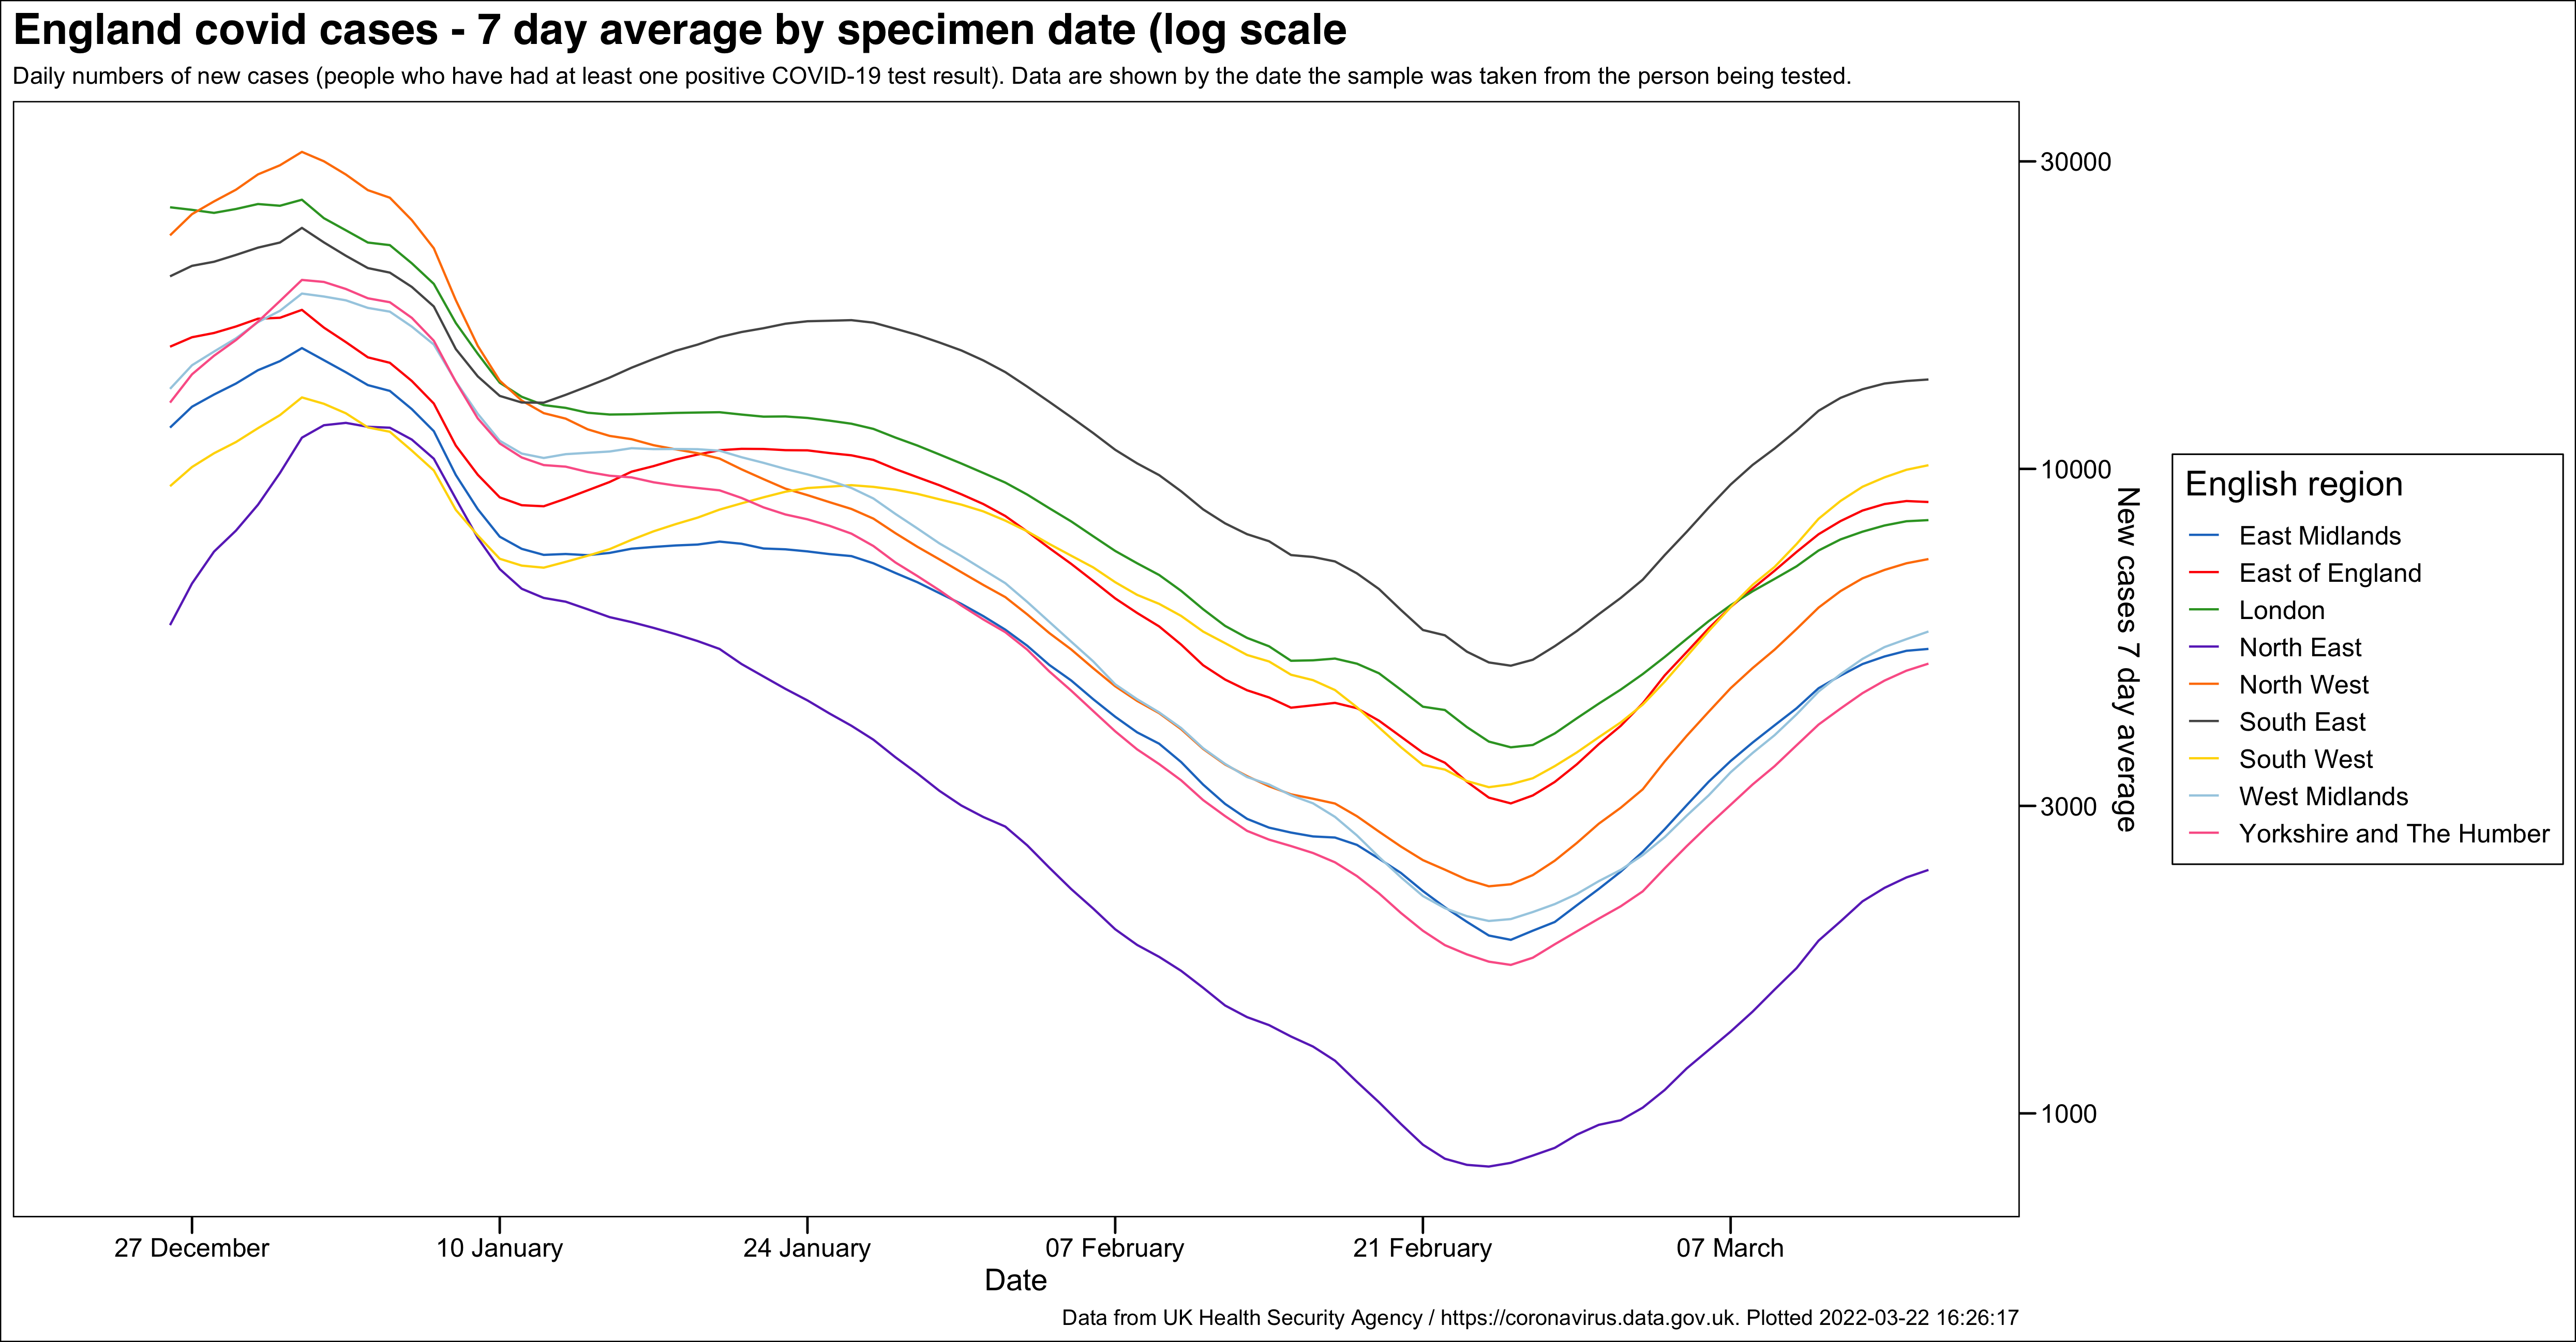 England covid cases - 7 day average by specimen date (log scale
Daily numbers of new cases (people who have had at least one positive COVID-19 test result). Data are shown by the date the sample was taken from the person being tested.
30000
10000
3000
1000
New cases 7 day average
English region
East Midlands
East of England
London
North East
North West
South East
South West
West Midlands
Yorkshire and The Humber
27 December
10 January
24 January
07 February
21 February
07 March
Date
Data from UK Health Security Agency / https://coronavirus.data.gov.uk. Plotted 2022-03-22 16:26:17